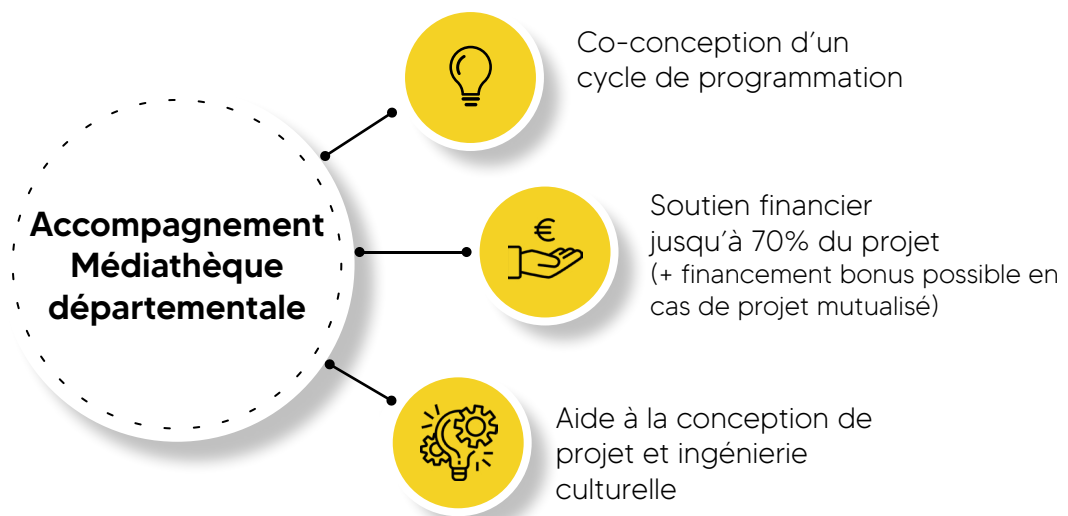 Accompagnement
Médiathèque
départementale
Co-conception d’un
cycle de programmation
Soutien financier
jusqu’à 70% du projet
(+ financement bonus possible en
cas de projet mutualisé)
Aide à la conception de
projet et ingénierie
culturelle